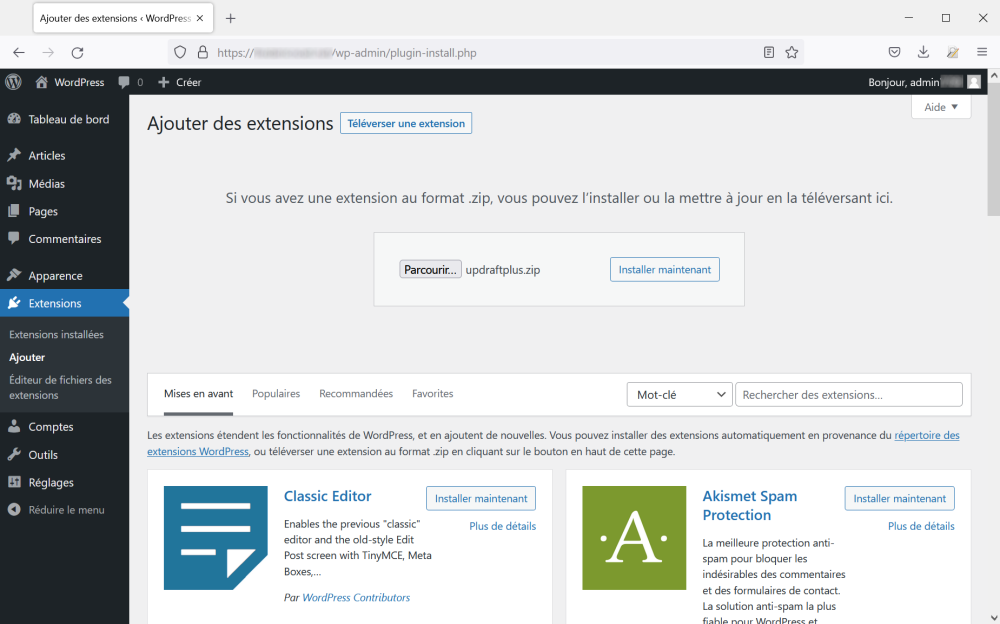 Ajouter des extensions ‹ WordPress
https:// /wp-admin/plugin-install.php
WordPress 0 Créer
Bonjour, admin
Aide
Tableau de bord
Articles
Médias
Pages
Commentaires
Apparence
Extensions
Extensions installées
Ajouter
Éditeur de fichiers des
extensions
Comptes
Outils
Réglages
Réduire le menu
Ajouter des extensions
Téléverser une extension
Si vous avez une extension au format .zip, vous pouvez l’installer ou la mettre à jour en la téléversant ici.
Parcourir... updraftplus.zip Installer maintenant
Mises en avant Populaires Recommandées Favorites Mot-clé Rechercher des extensions...
Les extensions étendent les fonctionnalités de WordPress, et en ajoutent de nouvelles. Vous pouvez installer des extensions automatiquement en provenance du répertoire des
extensions WordPress, ou téléverser une extension au format .zip en cliquant sur le bouton en haut de cette page.
Classic Editor
Installer maintenant
Plus de détails
Enables the previous "classic"
editor and the old-style Edit
Post screen with TinyMCE, Meta
Boxes,...
Par WordPress Contributors
A
Akismet Spam
Protection
Installer maintenant
Plus de détails
La meilleure protection anti-
spam pour bloquer les
indésirables des commentaires
et des formulaires de contact.
La solution anti-spam la plus
fiable pour WordPress et